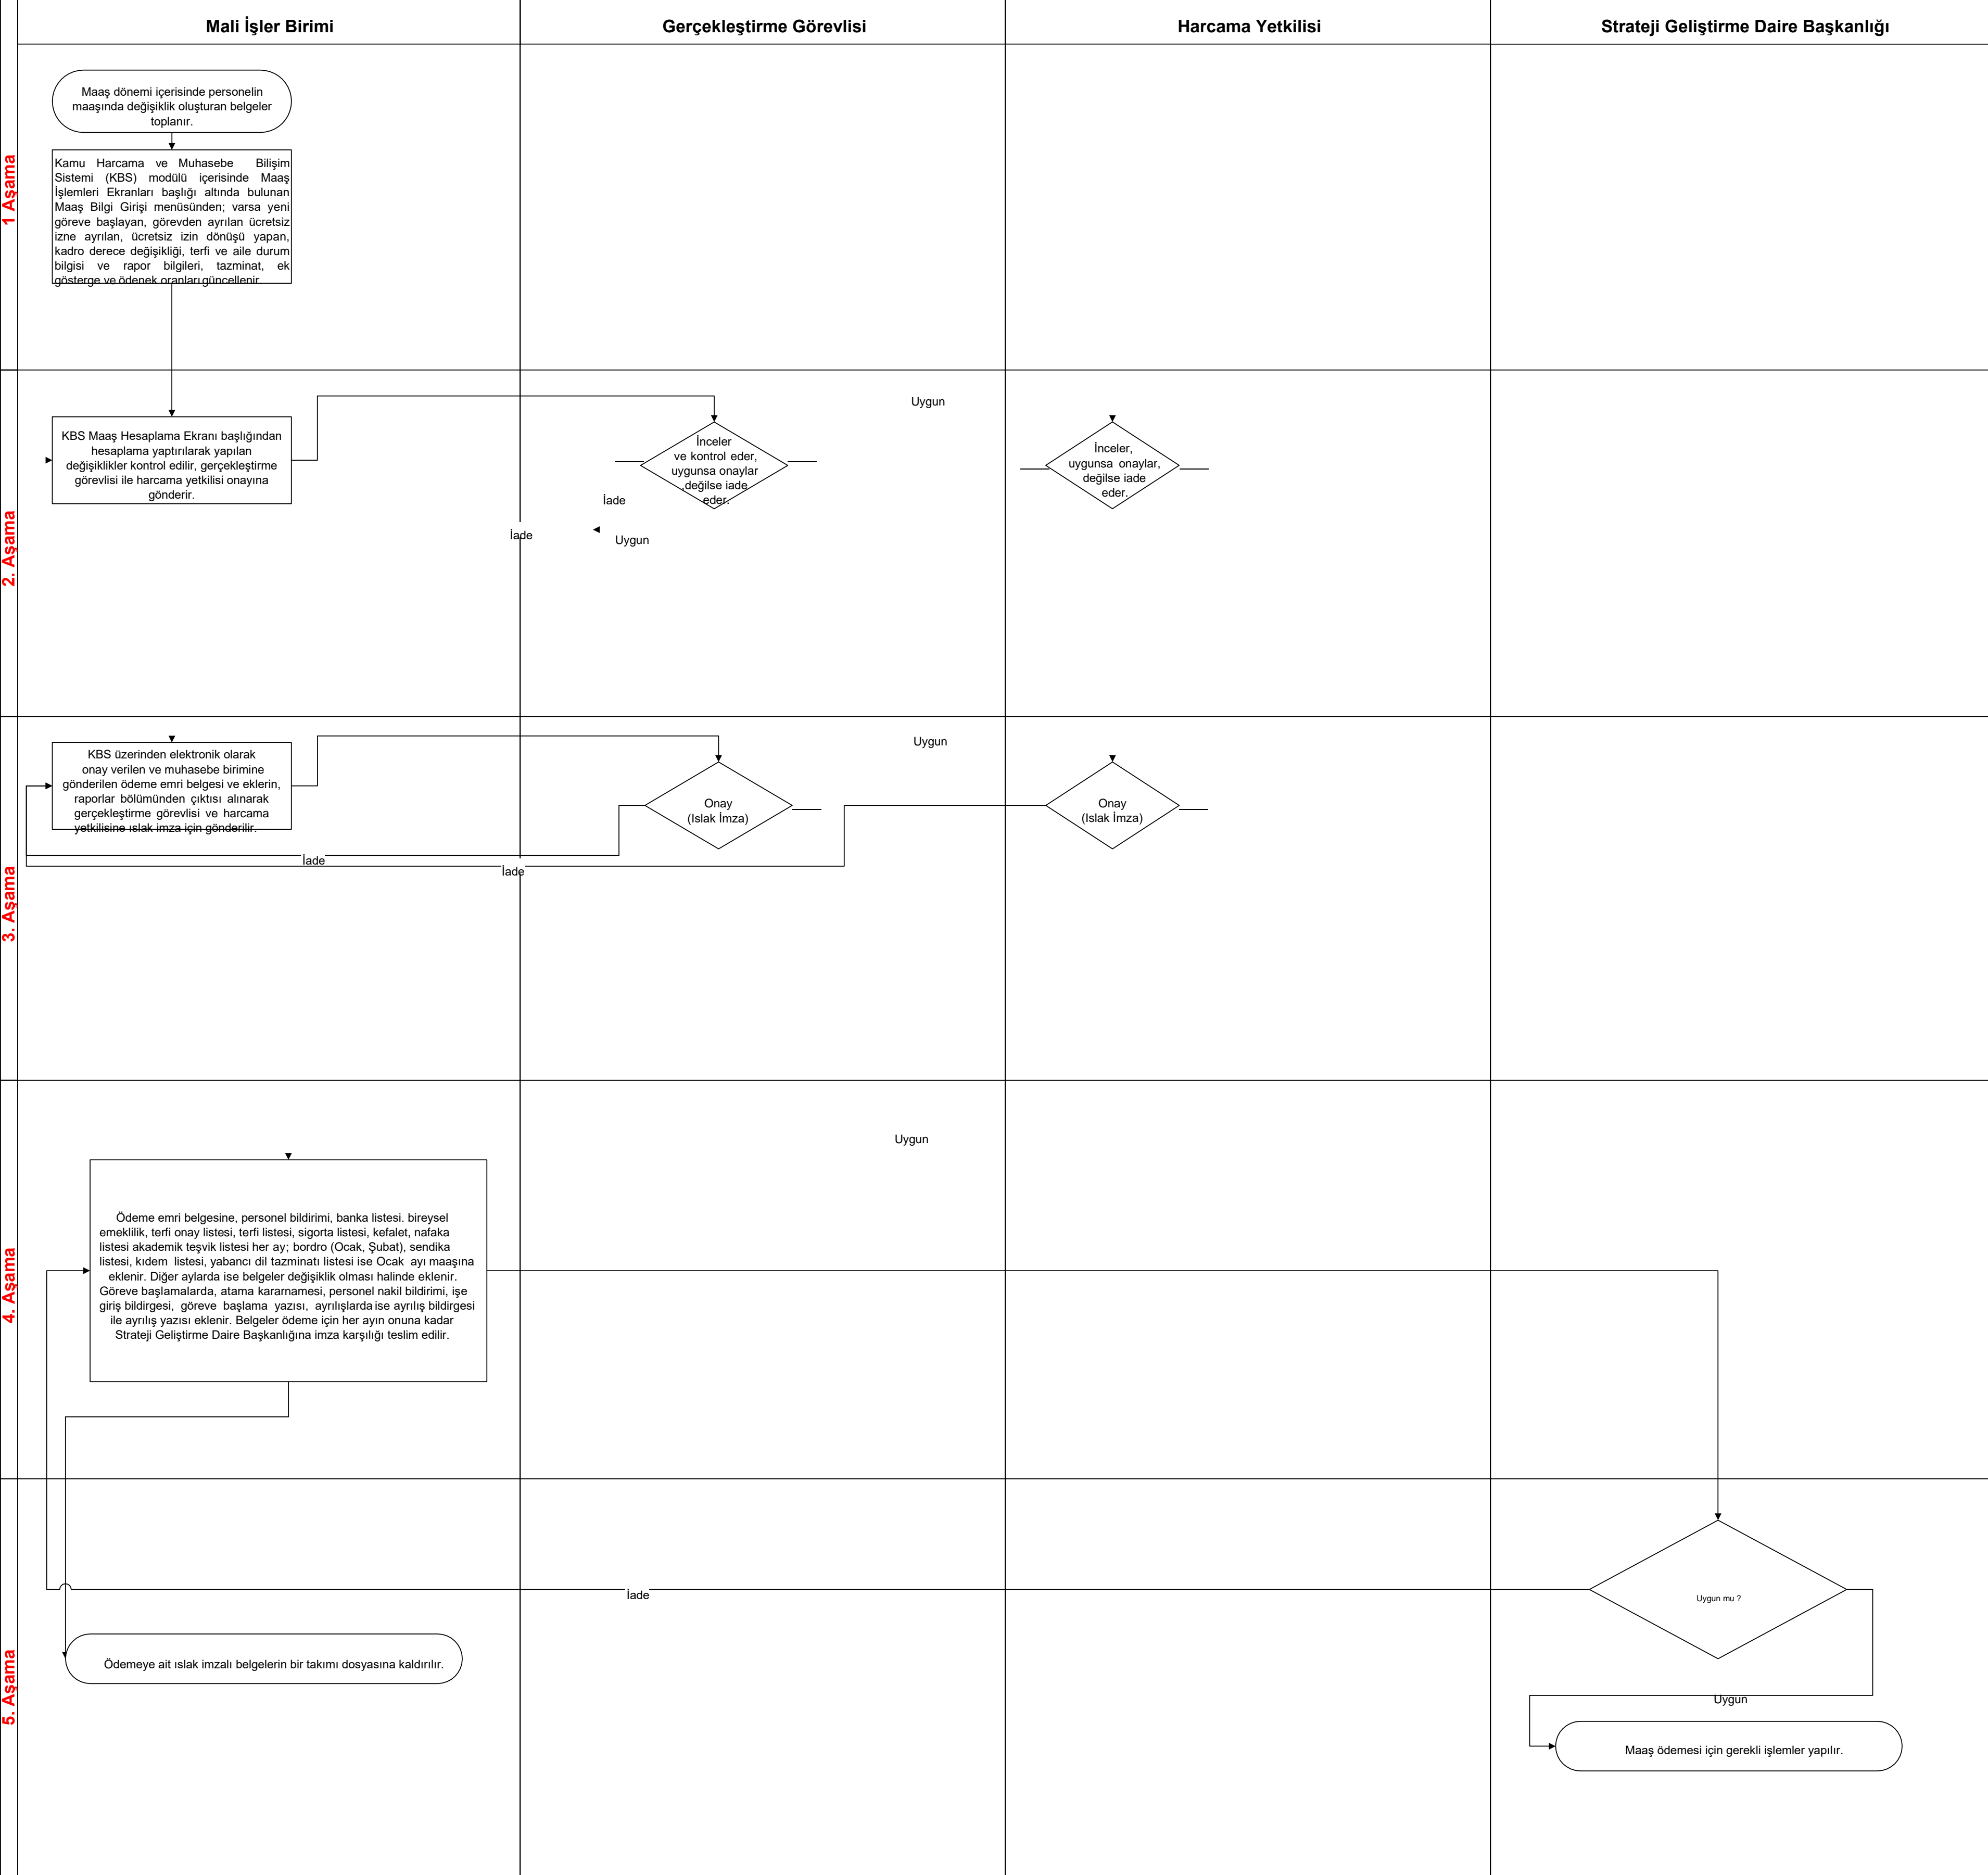 Mali İşler Birimi
Gerçekleştirme Görevlisi
Harcama Yetkilisi
Strateji Geliştirme Daire Başkanlığı
1 Aşama
Maaş dönemi içerisinde personelin
maaşında değişiklik oluşturan belgeler
toplanır.
Kamu Harcama ve Muhasebe Bilişim
Sistemi (KBS) modülü içerisinde Maaş
İşlemleri Ekranları başlığı altında bulunan
Maaş Bilgi Girişi menüsünden; varsa yeni
göreve başlayan, görevden ayrılan ücretsiz
izne ayrılan, ücretsiz izin dönüşü yapan,
kadro derece değişikliği, terfi ve aile durum
bilgisi ve rapor bilgileri, tazminat, ek
gösterge ve ödenek oranları güncellenir.
2. Aşama
KBS Maaş Hesaplama Ekranı başlığından
hesaplama yaptırılarak yapılan
değişiklikler kontrol edilir, gerçekleştirme
görevlisi ile harcama yetkilisi onayına
gönderir.
İnceler
ve kontrol eder,
uygunsa onaylar
,değilse iade
eder.
Uygun
İnceler,
uygunsa onaylar,
değilse iade
eder.
İade
İade
Uygun
3. Aşama
KBS üzerinden elektronik olarak
onay verilen ve muhasebe birimine
gönderilen ödeme emri belgesi ve eklerin,
raporlar bölümünden çıktısı alınarak
gerçekleştirme görevlisi ve harcama
yetkilisine ıslak imza için gönderilir.
Onay
(Islak İmza)
Uygun
Onay
(Islak İmza)
İade
İade
4. Aşama
Uygun
Ödeme emri belgesine, personel bildirimi, banka listesi. bireysel
emeklilik, terfi onay listesi, terfi listesi, sigorta listesi, kefalet, nafaka
listesi akademik teşvik listesi her ay; bordro (Ocak, Şubat), sendika
listesi, kıdem listesi, yabancı dil tazminatı listesi ise Ocak ayı maaşına
eklenir. Diğer aylarda ise belgeler değişiklik olması halinde eklenir.
Göreve başlamalarda, atama kararnamesi, personel nakil bildirimi, işe
giriş bildirgesi, göreve başlama yazısı, ayrılışlarda ise ayrılış bildirgesi
ile ayrılış yazısı eklenir. Belgeler ödeme için her ayın onuna kadar
Strateji Geliştirme Daire Başkanlığına imza karşılığı teslim edilir.
5. Aşama
İade
Uygun mu ?
Ödemeye ait ıslak imzalı belgelerin bir takımı dosyasına kaldırılır.
Uygun
Maaş ödemesi için gerekli işlemler yapılır.